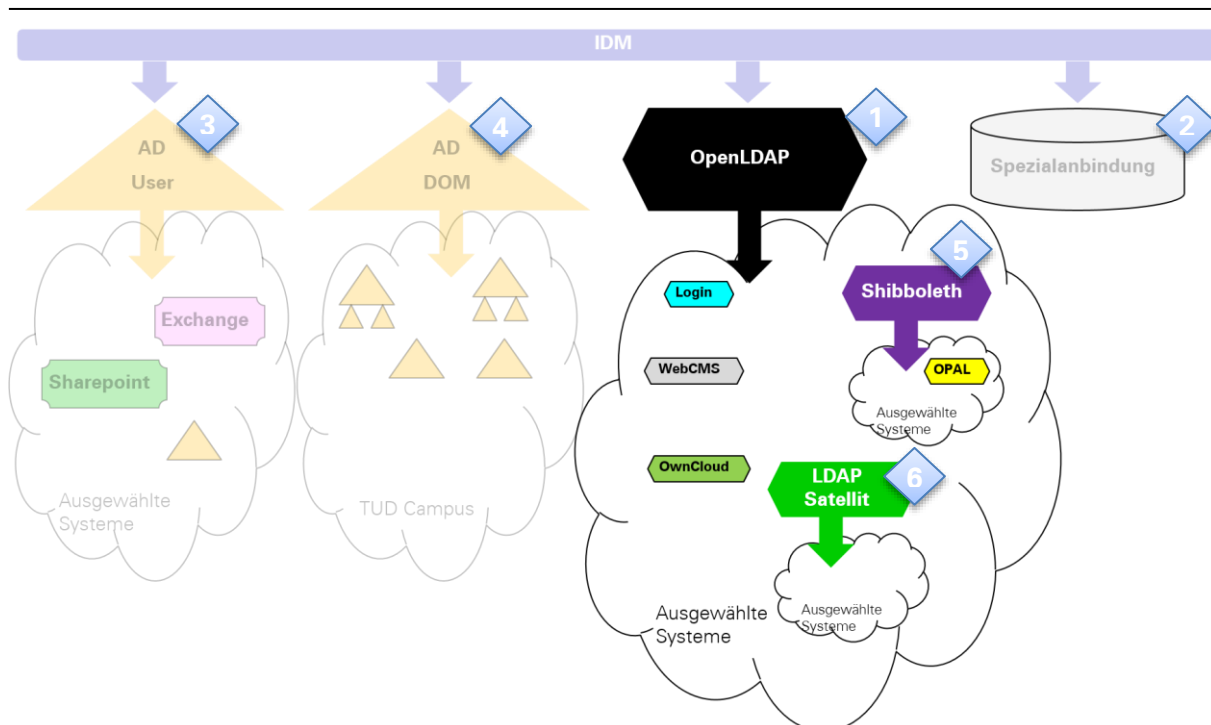 IDM
3
AD
User
4
AD
DOM
1
OpenLDAP
2
Spezialanbindung
Exchange
Sharepoint
Ausgewählte
Systeme
TUD Campus
Login
WebCMS
OwnCloud
5
Shibboleth
OPAL
Ausgewählte
Systeme
6
LDAP
Satellit
Ausgewählte
Systeme
Ausgewählte
Systeme